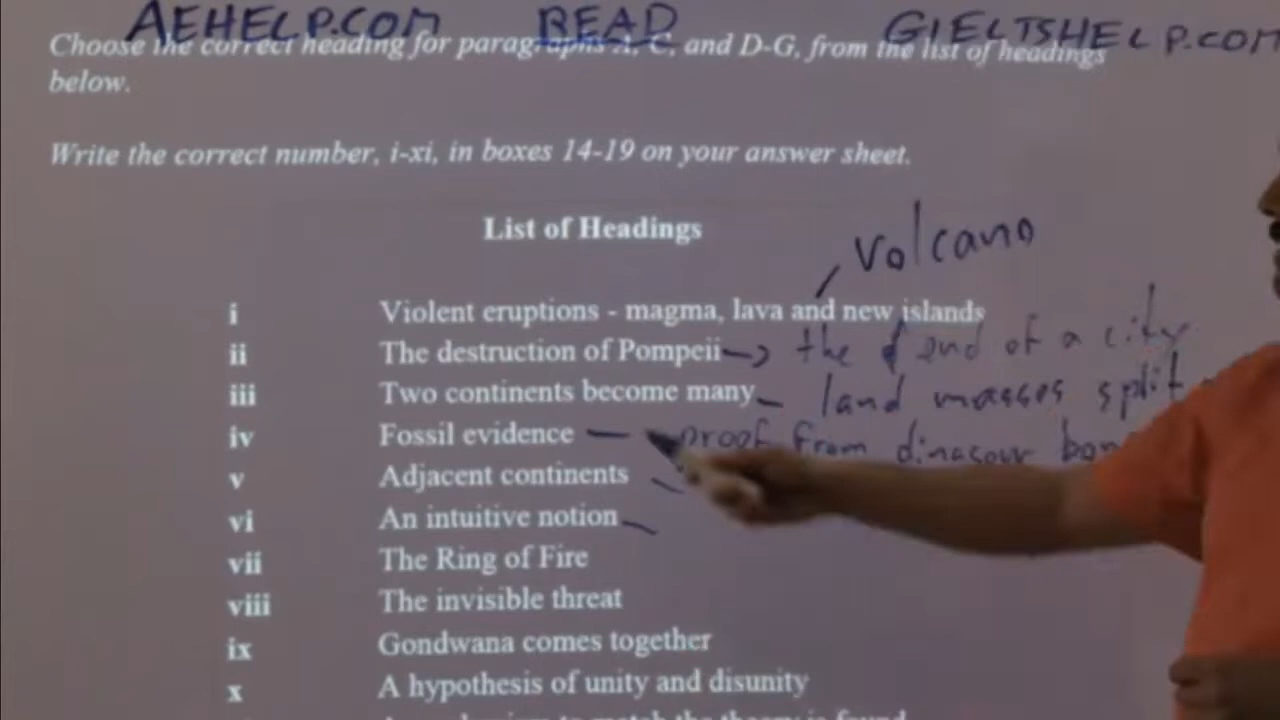 AEHELP.COM READ GIELTSHELP.COM
Choose the correct heading for paragraphs A, C, and D-G, from the list of headings
below.
Write the correct number, i-xi, in boxes 14-19 on your answer sheet.
List of Headings
volcano
i Violent eruptions - magma, lava and new islands
ii The destruction of Pompeii → the end of a city
iii Two continents become many – land masses split
iv Fossil evidence — proof from dinasour
v Adjacent continents
vi An intuitive notion
vii The Ring of Fire
viii The invisible threat
ix Gondwana comes together
x A hypothesis of unity and disunity